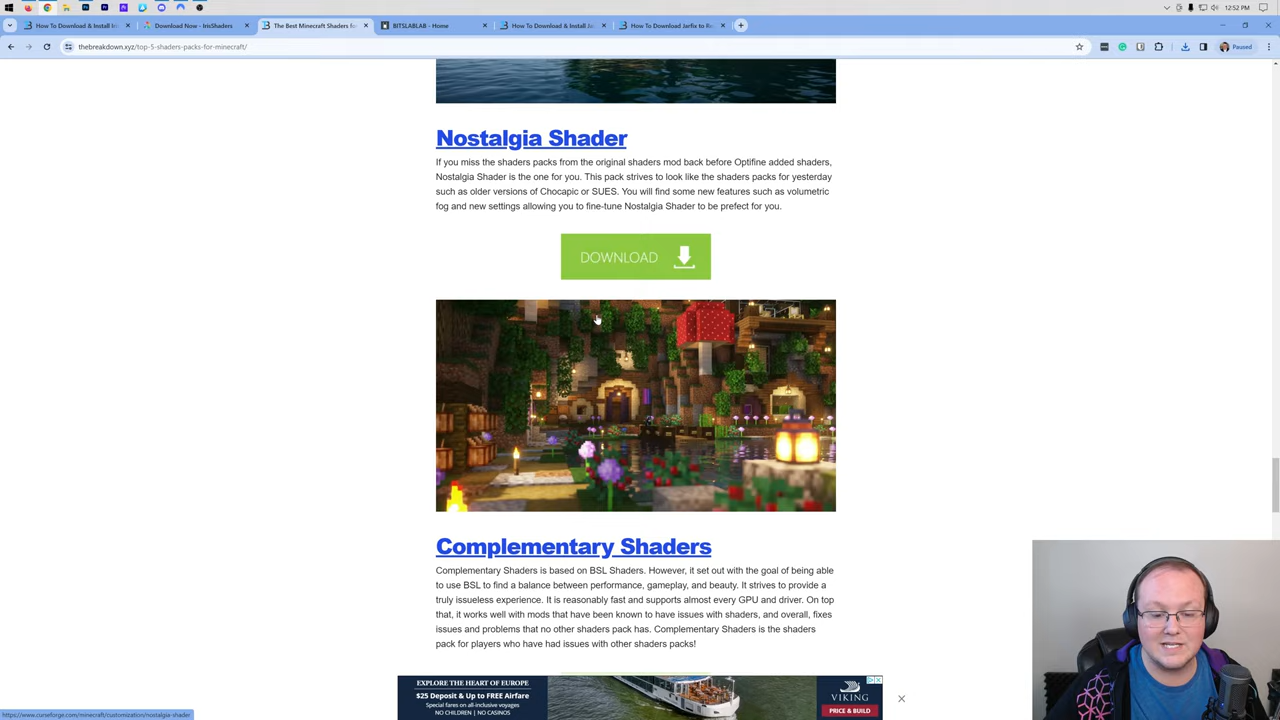 How To Download & Install Iri
Download Now - IrisShaders
The Best Minecraft Shaders fo
BITSLABLAB - Home
How To Download & Install Ja
How To Download Jarfix to Re
12:52 PM
thebreakdown.xyz/top-5-shaders-packs-for-minecraft/
Paused
Nostalgia Shader
If you miss the shaders packs from the original shaders mod back before Optifine added shaders,
Nostalgia Shader is the one for you. This pack strives to look like the shaders packs for yesterday
such as older versions of Chocapic or SUES. You will find some new features such as volumetric
fog and new settings allowing you to fine-tune Nostalgia Shader to be prefect for you.
DOWNLOAD
Complementary Shaders
Complementary Shaders is based on BSL Shaders. However, it set out with the goal of being able
to use BSL to find a balance between performance, gameplay, and beauty. It strives to provide a
truly issueless experience. It is reasonably fast and supports almost every GPU and driver. On top
that, it works well with mods that have been known to have issues with shaders, and overall, fixes
issues and problems that no other shaders pack has. Complementary Shaders is the shaders
pack for players who have had issues with other shaders packs!
EXPLORE THE HEART OF EUROPE
$25 Deposit & Up to FREE Airfare
Special fares on all-inclusive voyages
NO CHILDREN | NO CASINOS
VIKING
PRICE & BUILD
https://www.curseforge.com/minecraft/customization/nostalgia-shader